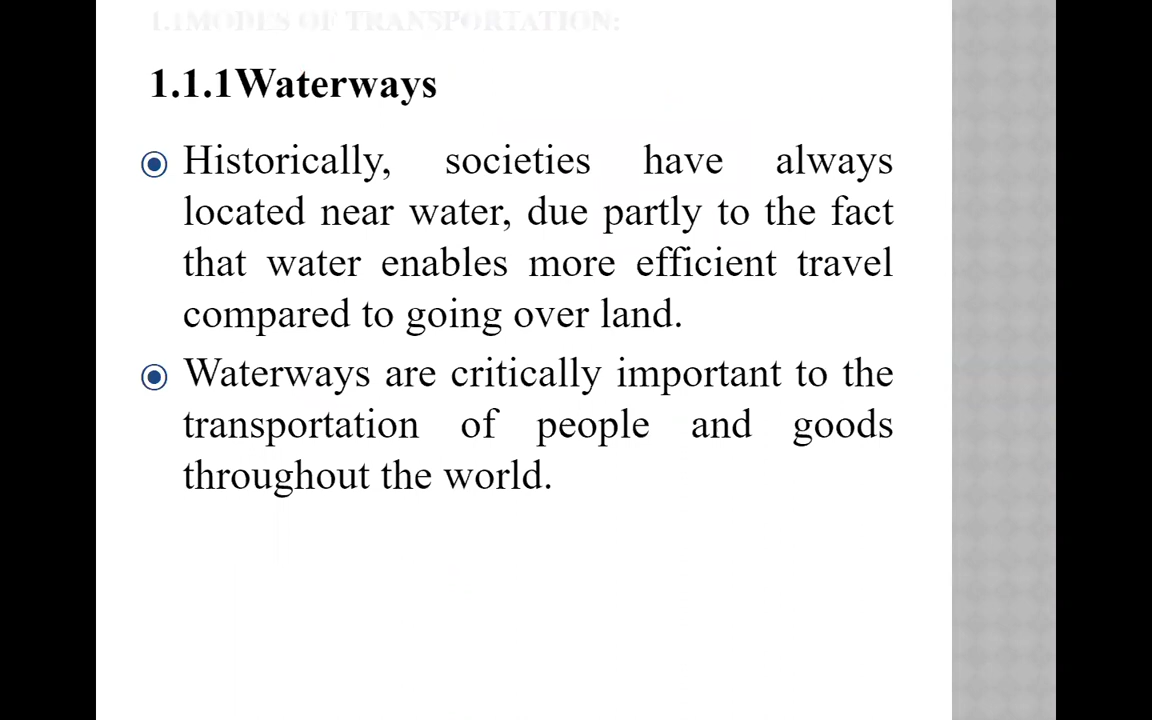 1.1MODES OF TRANSPORTATION:
1.1.1Waterways
Historically, societies have always
located near water, due partly to the fact
that water enables more efficient travel
compared to going over land.
Waterways are critically important to the
transportation of people and goods
throughout the world.